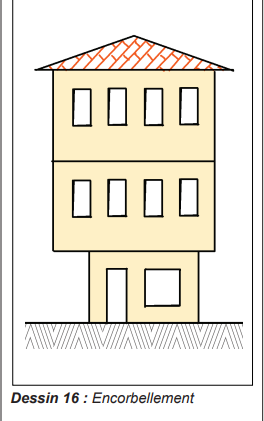 Dessin 16 : Encorbellement